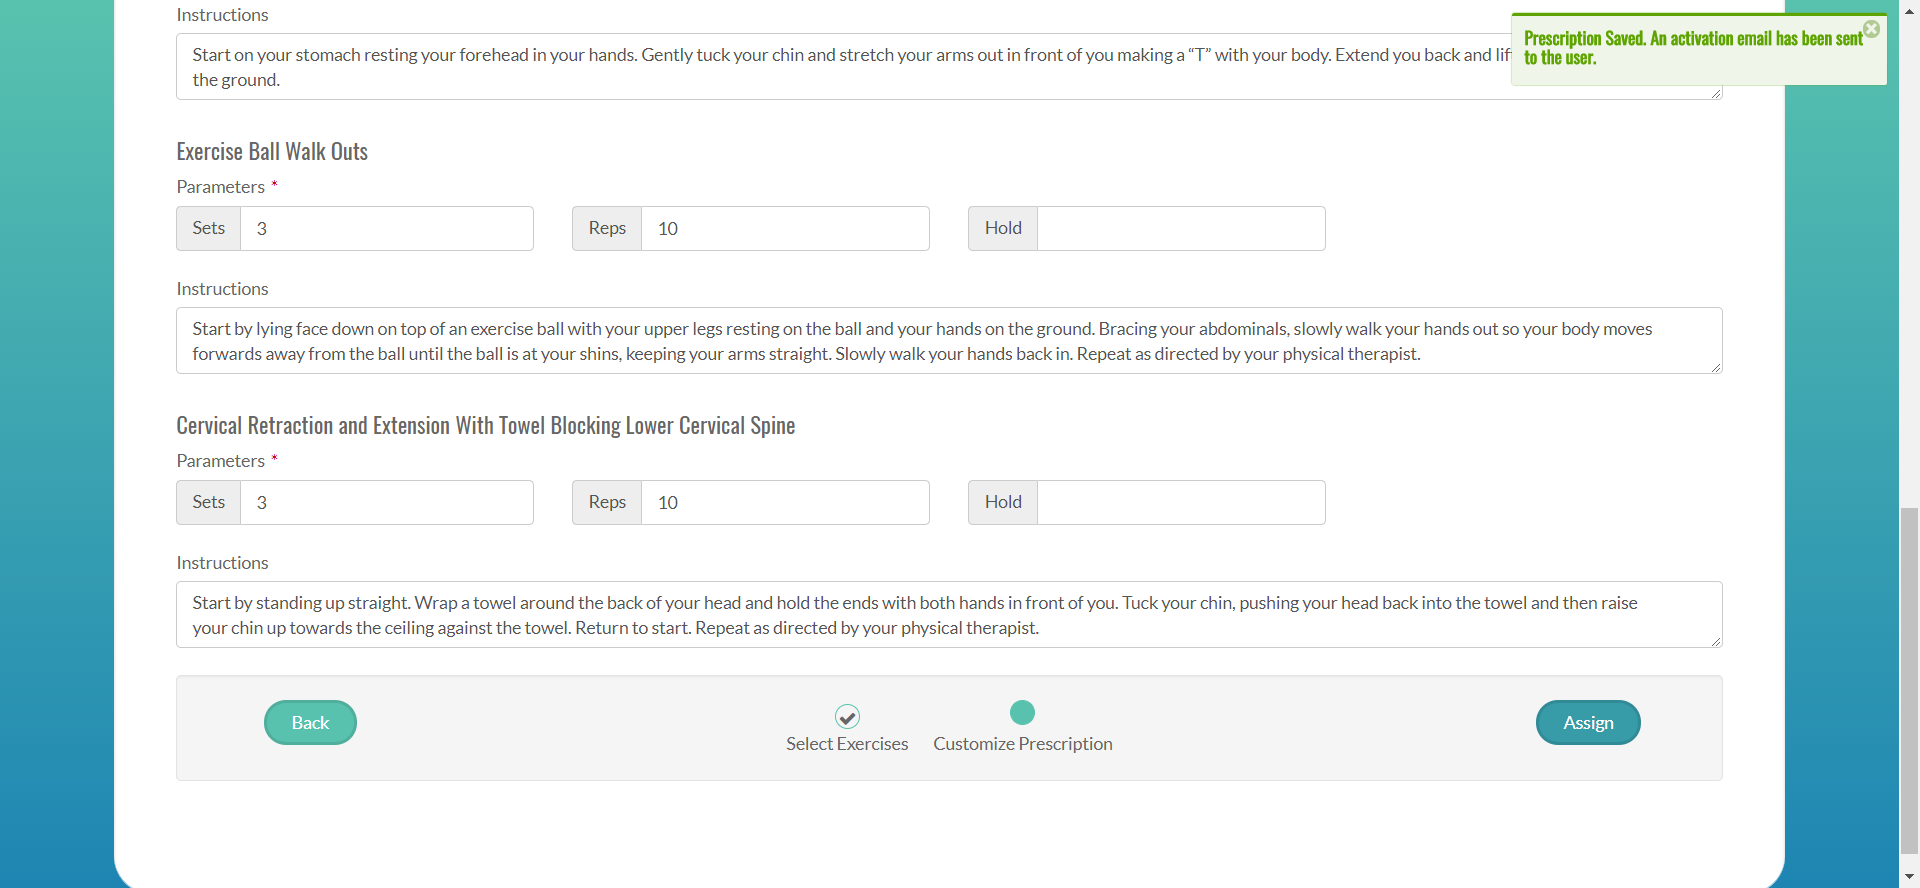 Instructions
Start on your stomach resting your forehead in your hands. Gently tuck your chin and stretch your arms out in front of you making a “T” with your body. Extend you back and lif
the ground.
Prescription Saved. An activation email has been sent
to the user.
Exercise Ball Walk Outs
Parameters *
Sets 3 Reps 10 Hold
Instructions
Start by lying face down on top of an exercise ball with your upper legs resting on the ball and your hands on the ground. Bracing your abdominals, slowly walk your hands out so your body moves
forwards away from the ball until the ball is at your shins, keeping your arms straight. Slowly walk your hands back in. Repeat as directed by your physical therapist.
Cervical Retraction and Extension With Towel Blocking Lower Cervical Spine
Parameters *
Sets 3 Reps 10 Hold
Instructions
Start by standing up straight. Wrap a towel around the back of your head and hold the ends with both hands in front of you. Tuck your chin, pushing your head back into the towel and then raise
your chin up towards the ceiling against the towel. Return to start. Repeat as directed by your physical therapist.
Back
Select Exercises
Customize Prescription
Assign